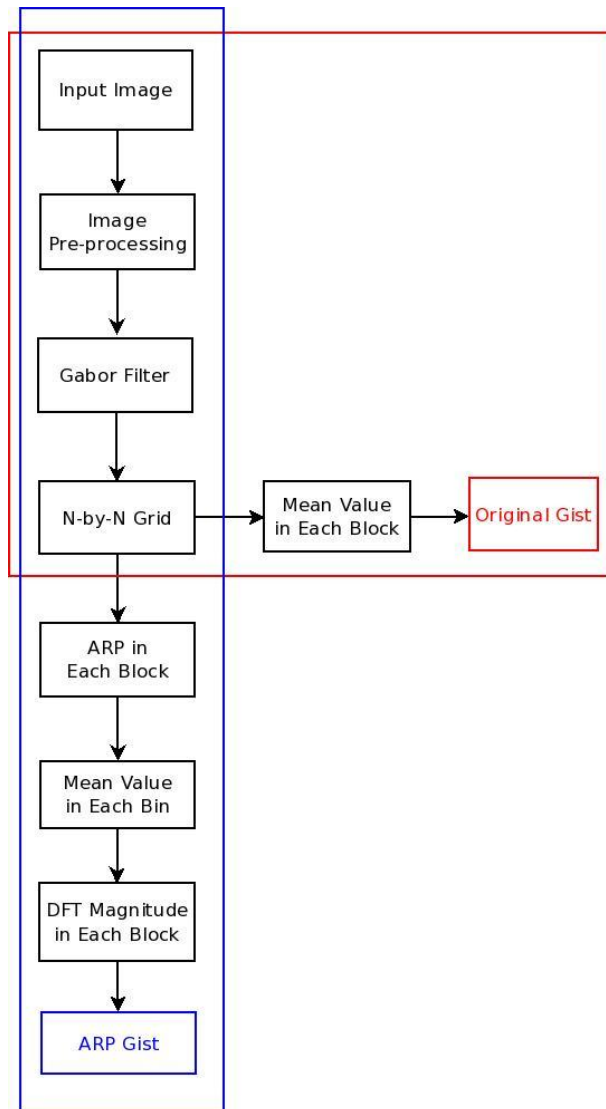 Input Image
Image
Pre-processing
Gabor Filter
N-by-N Grid
Mean Value
in Each Block
Original Gist
ARP in
Each Block
Mean Value
in Each Bin
DFT Magnitude
in Each Block
ARP Gist